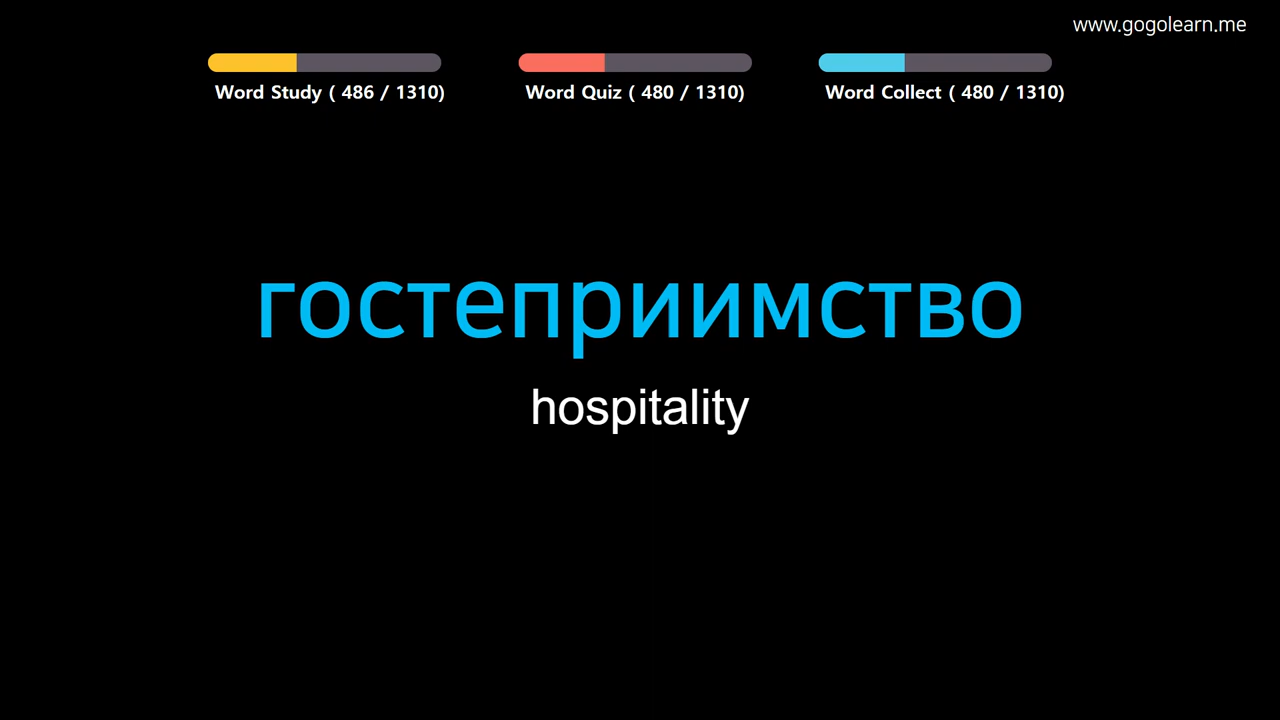 www.gogolearn.me
Word Study ( 486 / 1310)
Word Quiz ( 480 / 1310)
Word Collect ( 480 / 1310)
гостеприимство
hospitality